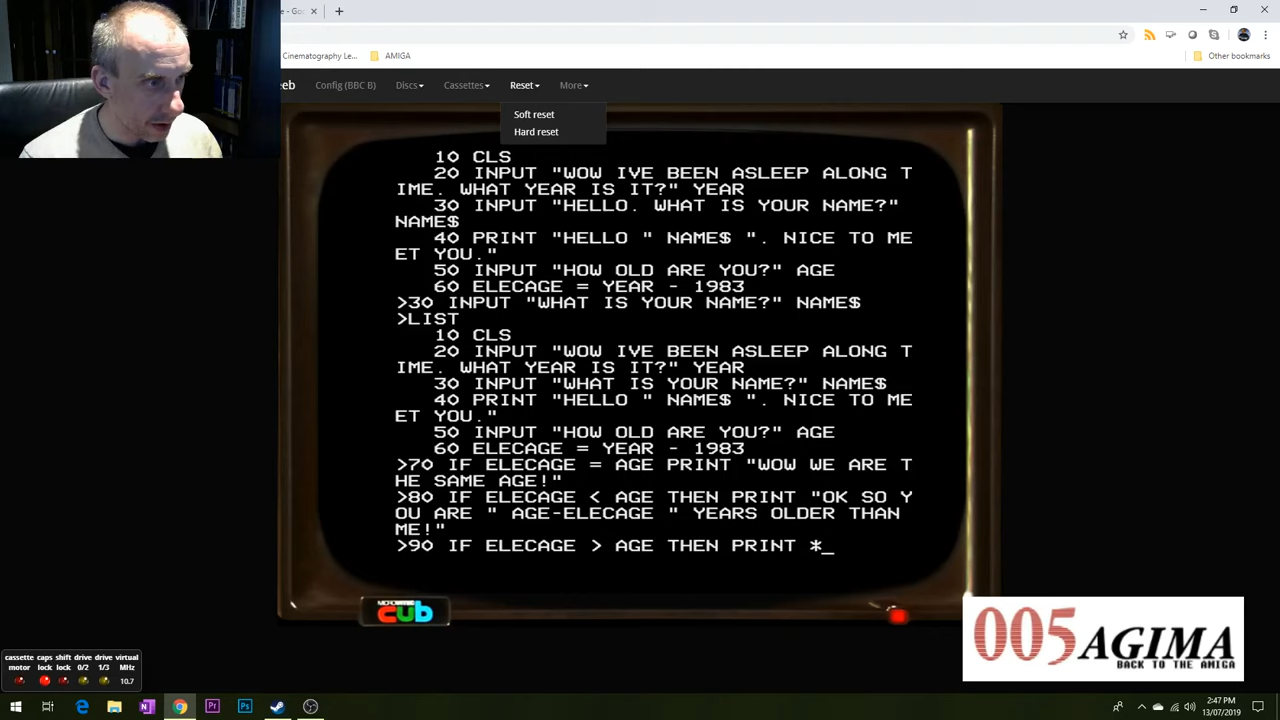 e - Goo
Cinematography Le...
AMIGA
Other bookmarks
eeb
Config (BBC B)
Discs
Cassettes
Reset
More
Soft reset
Hard reset
10 CLS
20 INPUT "WOW IVE BEEN ASLEEP ALONG T
IME. WHAT YEAR IS IT?" YEAR
30 INPUT "HELLO. WHAT IS YOUR NAME?"
NAME$
40 PRINT "HELLO " NAME$ ". NICE TO ME
ET YOU."
50 INPUT "HOW OLD ARE YOU?" AGE
60 ELECAGE = YEAR - 1983
>30 INPUT "WHAT IS YOUR NAME?" NAME$
>LIST
10 CLS
20 INPUT "WOW IVE BEEN ASLEEP ALONG T
IME. WHAT YEAR IS IT?" YEAR
30 INPUT "WHAT IS YOUR NAME?" NAME$
40 PRINT "HELLO " NAME$ ". NICE TO ME
ET YOU."
50 INPUT "HOW OLD ARE YOU?" AGE
60 ELECAGE = YEAR - 1983
>70 IF ELECAGE = AGE PRINT "WOW WE ARE T
HE SAME AGE!"
>80 IF ELECAGE < AGE THEN PRINT "OK SO Y
OU ARE " AGE-ELECAGE " YEARS OLDER THAN
ME!"
>90 IF ELECAGE > AGE THEN PRINT *_
MICROVITEC
cub
005AGIMA
BACK TO THE AMIGA
cassette motor
caps lock
shift lock
drive 0/2
drive 1/3
virtual MHz
10.7
Pr
Ps
2:47 PM
13/07/2019